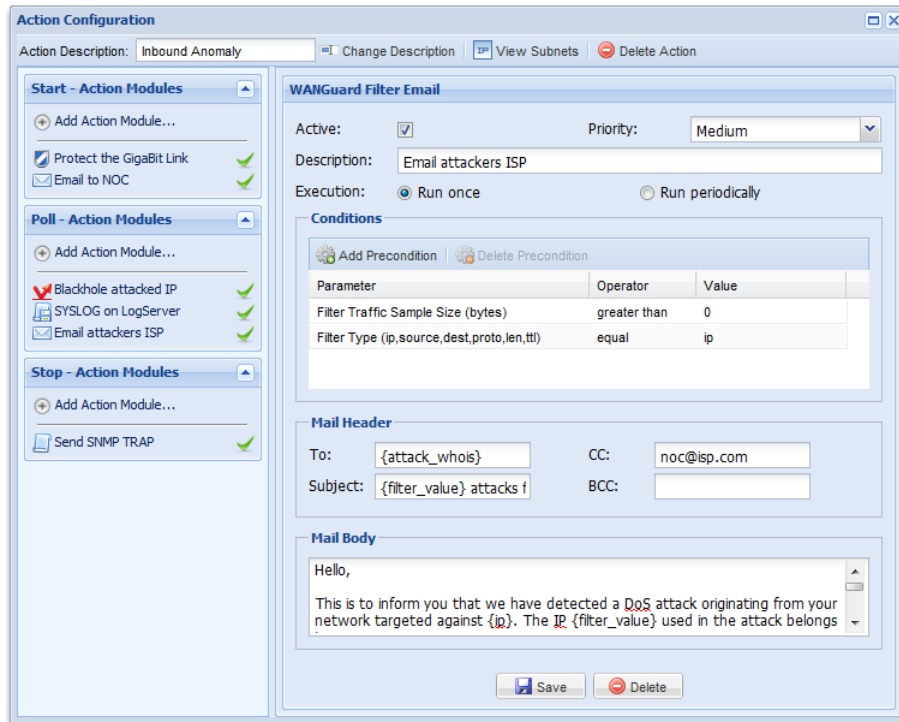 Action Configuration
Action Description: Inbound Anomaly Change Description IP View Subnets Delete Action
Start - Action Modules
Add Action Module...
Protect the GigaBit Link
Email to NOC
Poll - Action Modules
Add Action Module...
Blackhole attacked IP
SYSLOG on LogServer
Email attackers ISP
Stop - Action Modules
Add Action Module...
Send SNMP TRAP
WANGuard Filter Email
Active: Priority: Medium
Description: Email attackers ISP
Execution: Run once Run periodically
Conditions
Add Precondition Delete Precondition
Parameter Operator Value
Filter Traffic Sample Size (bytes) greater than 0
Filter Type (ip,source,dest,proto,len,ttl) equal ip
Mail Header
To: {attack_whois} CC: noc@isp.com
Subject: {filter_value} attacks f BCC:
Mail Body
Hello,
This is to inform you that we have detected a DoS attack originating from your
network targeted against {ip}. The IP {filter_value} used in the attack belongs
Save Delete